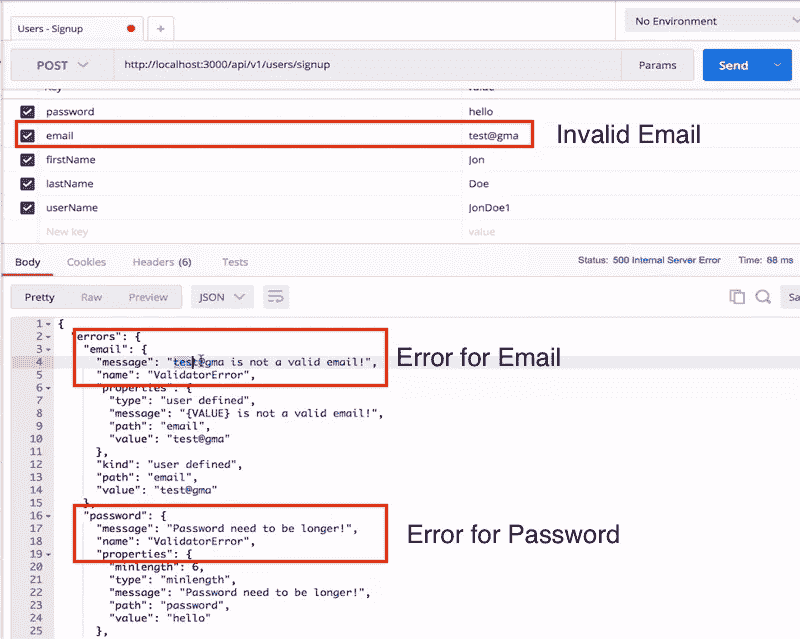 Users - Signup
+
No Environment
POST
http://localhost:3000/api/v1/users/signup
Params
Send
password hello
email test@gma
Invalid Email
firstName Jon
lastName Doe
userName JonDoe1
New key value
Body Cookies Headers (6) Tests
Status: 500 Internal Server Error Time: 68 ms
Pretty Raw Preview JSON
1 {
2 "errors": {
3 "email": {
4 "message": "test@gma is not a valid email!",
5 "name": "ValidatorError",
Error for Email
6 "properties": {
7 "type": "user defined",
8 "message": "{VALUE} is not a valid email!",
9 "path": "email",
10 "value": "test@gma"
11 },
12 "kind": "user defined",
13 "path": "email",
14 "value": "test@gma"
15 },
16 "password": {
17 "message": "Password need to be longer!",
18 "name": "ValidatorError",
Error for Password
19 "properties": {
20 "minlength": 6,
21 "type": "minlength",
22 "message": "Password need to be longer!",
23 "path": "password",
24 "value": "hello"
25 },